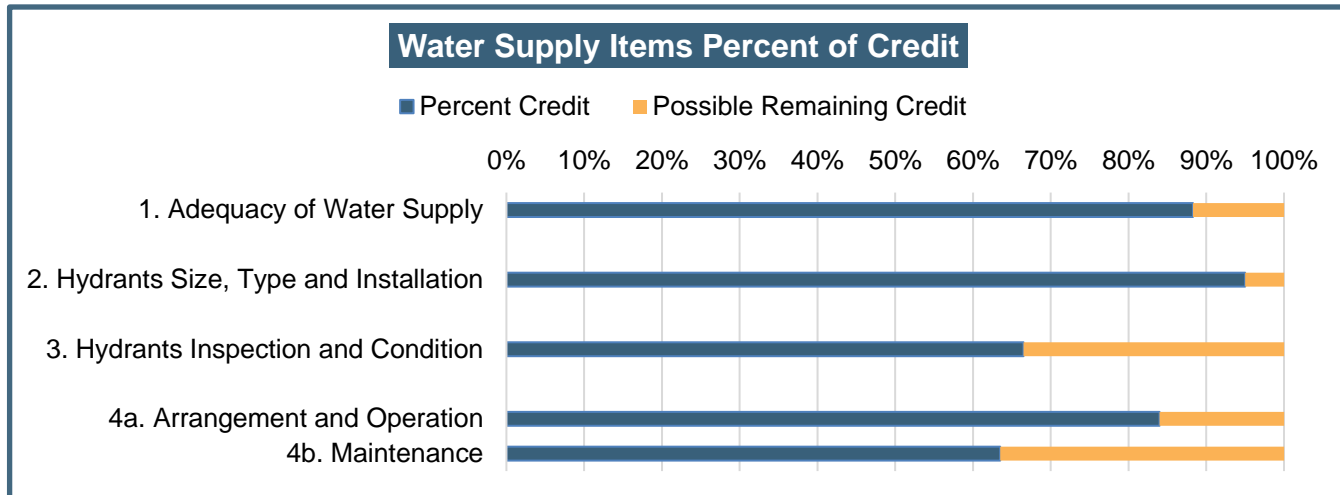 Water Supply Items Percent of Credit
Percent Credit Possible Remaining Credit
0% 10% 20% 30% 40% 50% 60% 70% 80% 90% 100%
1. Adequacy of Water Supply
2. Hydrants Size, Type and Installation
3. Hydrants Inspection and Condition
4a. Arrangement and Operation
4b. Maintenance